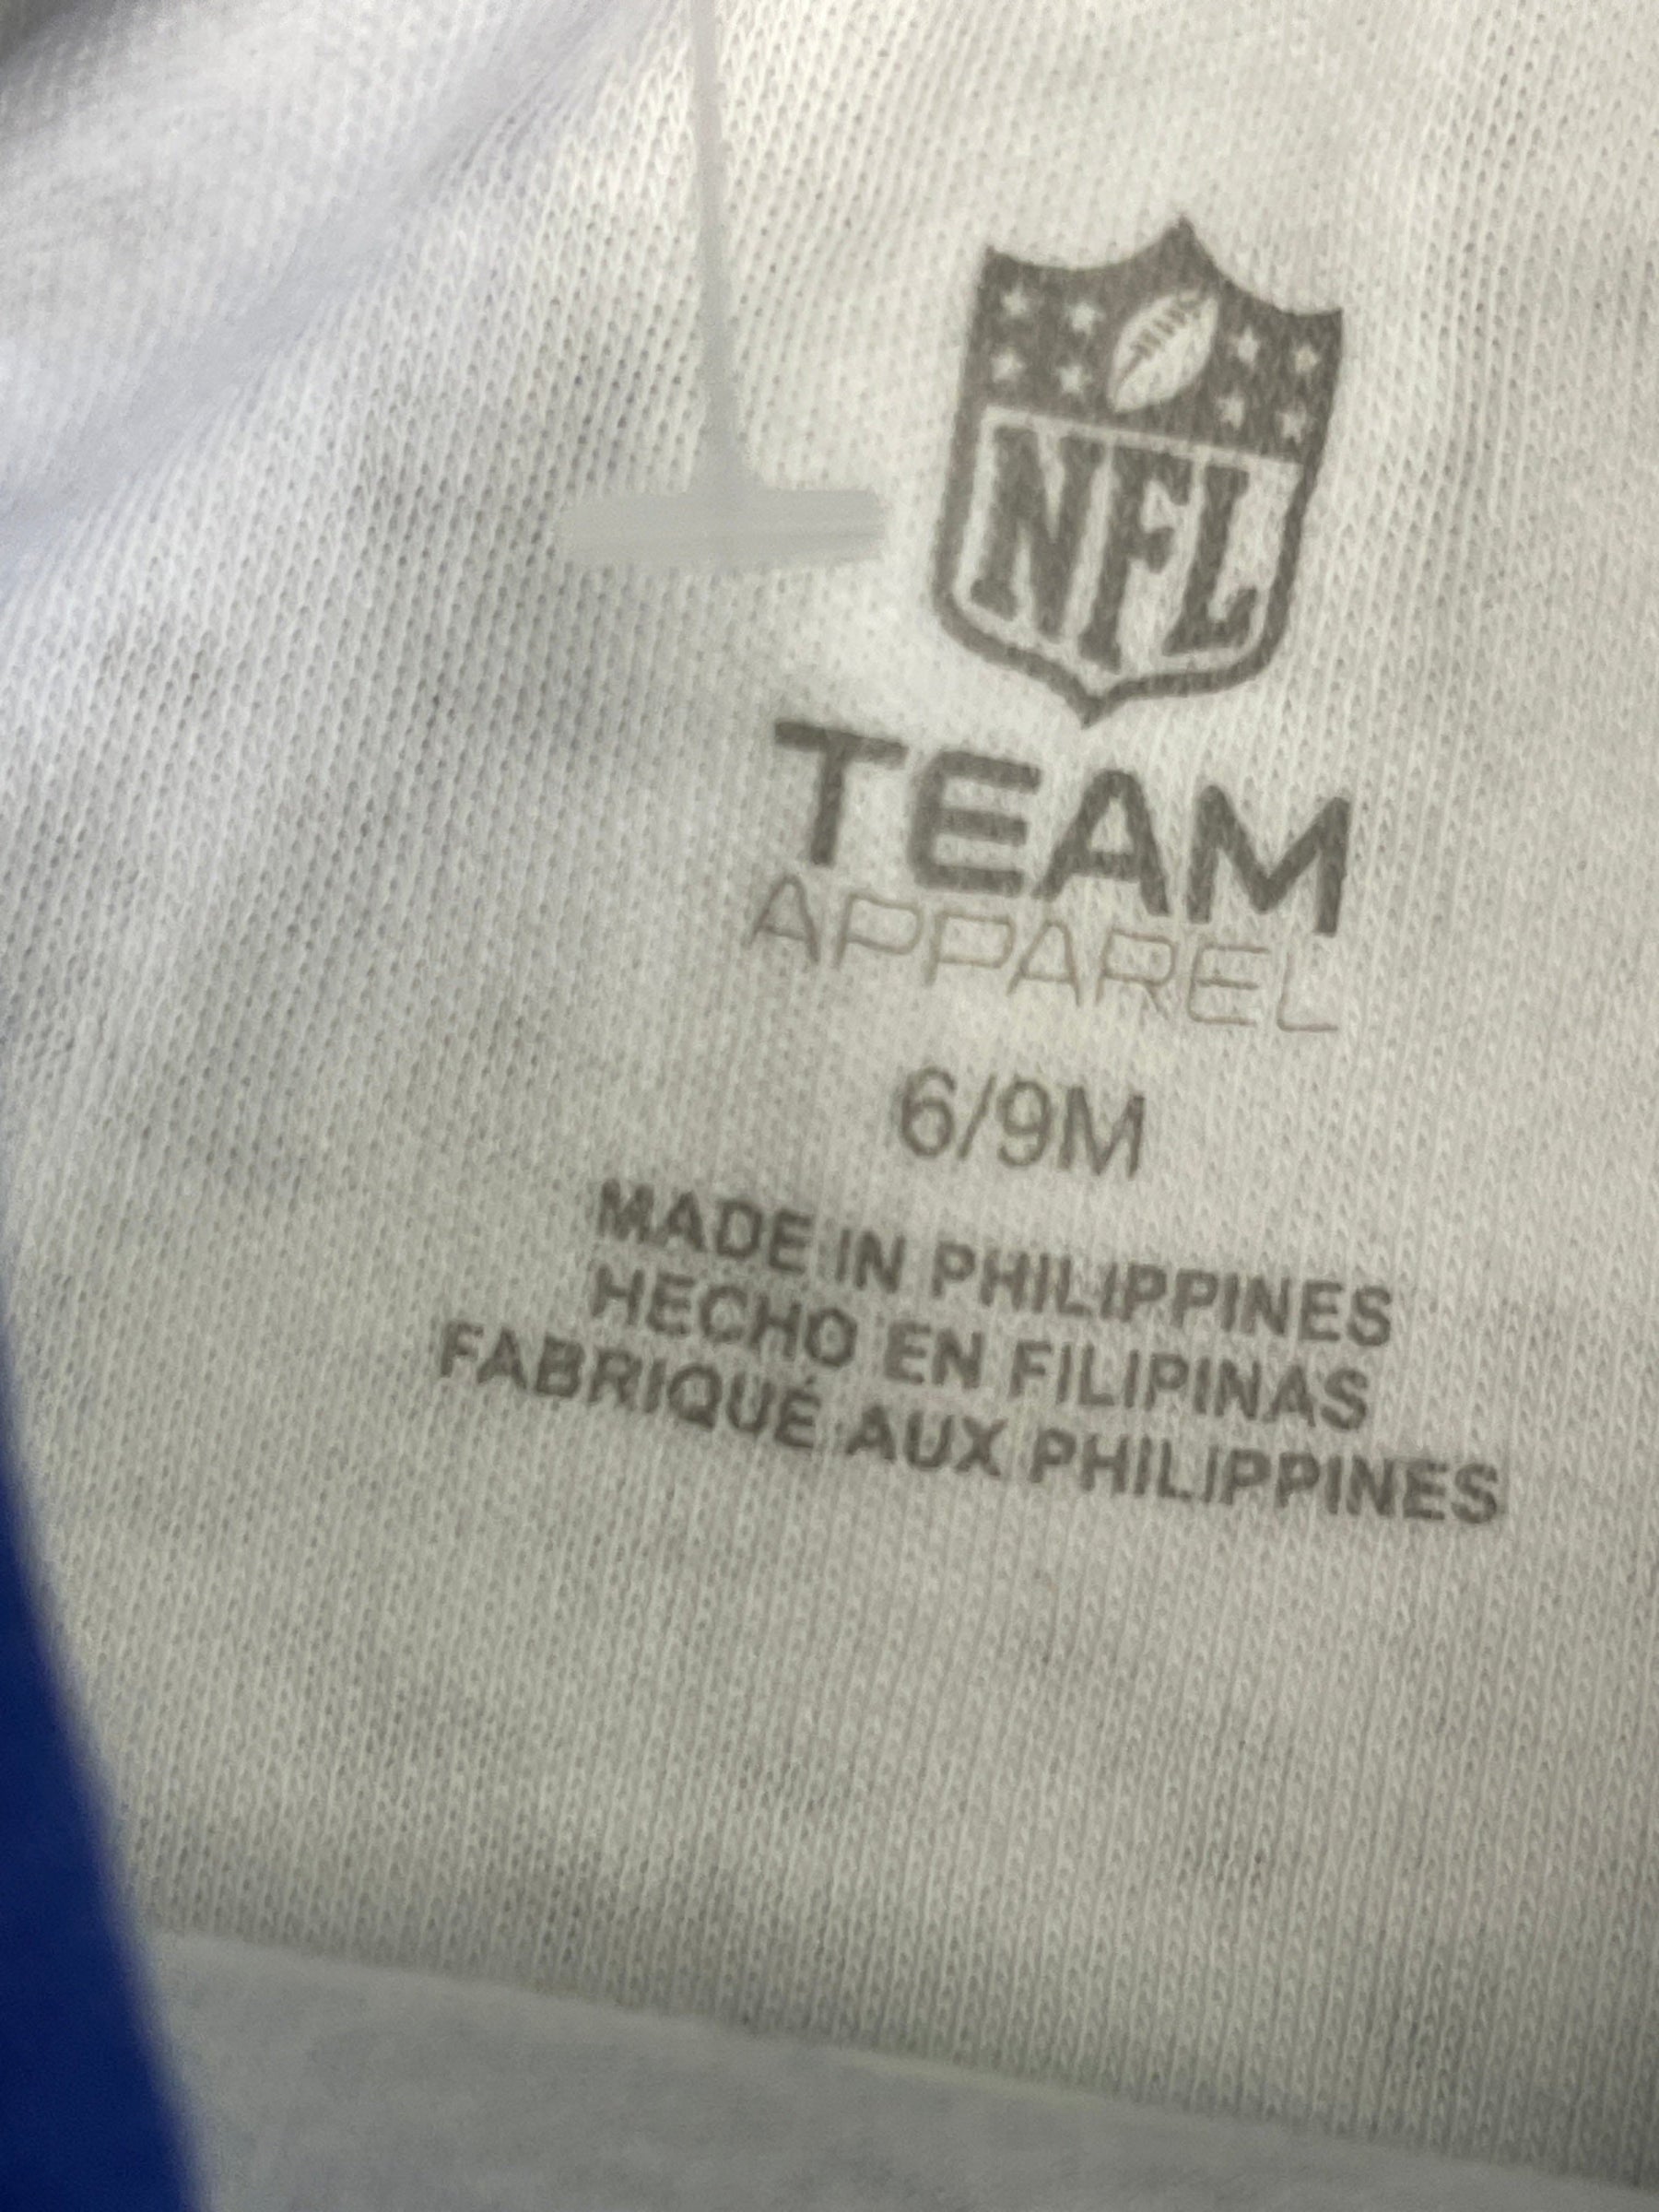 NFL
TEAM
APPAREL
6/9M
MADE IN PHILIPPINES
HECHO EN FILIPINAS
FABRIQUÉ AUX PHILIPPINES